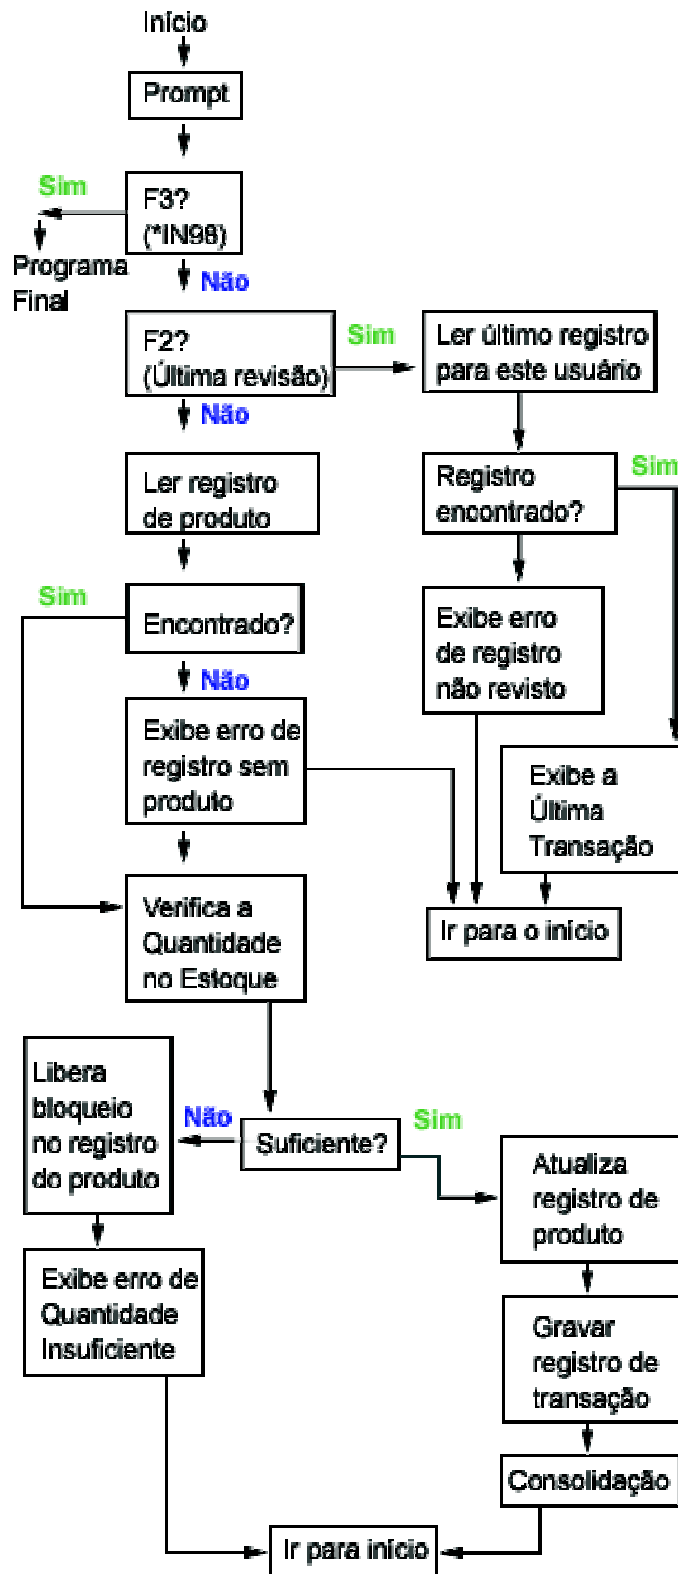 Início
Prompt
Sim
F3?
(*IN98)
Programa
Final
Não
F2?
(Última revisão)
Sim
Ler último registro
para este usuário
Não
Ler registro
de produto
Registro
encontrado?
Sim
Sim
Encontrado?
Exibe erro
de registro
não revisto
Não
Exibe erro de
registro sem
produto
Exibe a
Última
Transação
Verifica a
Quantidade
no Estoque
Ir para o início
Libera
bloqueio
no registro
do produto
Não
Suficiente?
Sim
Atualiza
registro de
produto
Exibe erro de
Quantidade
Insuficiente
Gravar
registro de
transação
Consolidação
Ir para início